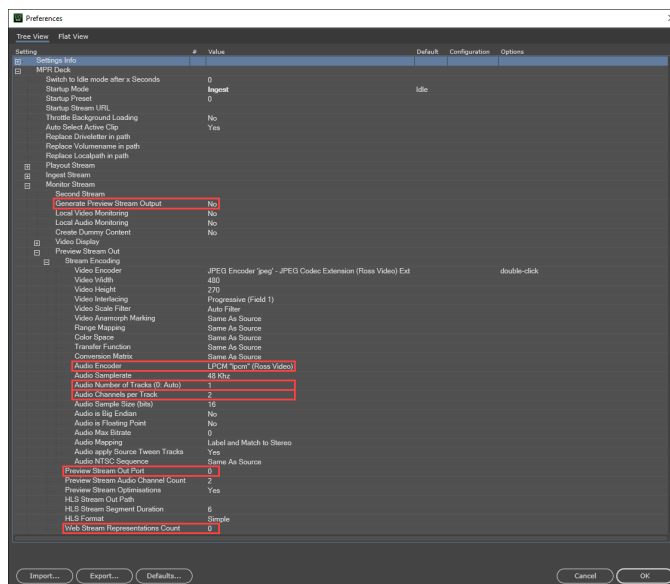 Preferences
Tree View Flat View
Setting # Value Default Configuration Options
Settings Info
MPR Deck
Switch to Idle mode after x Seconds 0
Startup Mode Ingest Idle
Startup Preset 0
Startup Stream URL
Throttle Background Loading No
Auto Select Active Clip Yes
Replace Driveletter in path
Replace Volumename in path
Replace Localpath in path
Playout Stream
Ingest Stream
Monitor Stream
Second Stream
Generate Preview Stream Output No
Local Video Monitoring No
Local Audio Monitoring No
Create Dummy Content No
Video Display
Preview Stream Out
Stream Encoding
Video Encoder JPEG Encoder 'jpeg' - JPEG Codec Extension (Ross Video) Ext double-click
Video Width 480
Video Height 270
Video Interlacing Progressive (Field 1)
Video Scale Filter Auto Filter
Video Anamorph Marking Same As Source
Range Mapping Same As Source
Color Space Same As Source
Transfer Function Same As Source
Conversion Matrix Same As Source
Audio Encoder LPCM "lpcm" (Ross Video)
Audio Samplerate 48 Khz
Audio Number of Tracks (0: Auto) 1
Audio Channels per Track 2
Audio Sample Size (bits) 16
Audio is Big Endian No
Audio is Floating Point No
Audio Max Bitrate 0
Audio Mapping Label and Match to Stereo
Audio apply Source Tween Tracks Yes
Audio NTSC Sequence Same As Source
Preview Stream Out Port 0
Preview Stream Audio Channel Count 2
Preview Stream Optimisations Yes
HLS Stream Out Path
HLS Stream Segment Duration 6
HLS Format Simple
Web Stream Representations Count 0
Import... Export... Defaults... Cancel OK